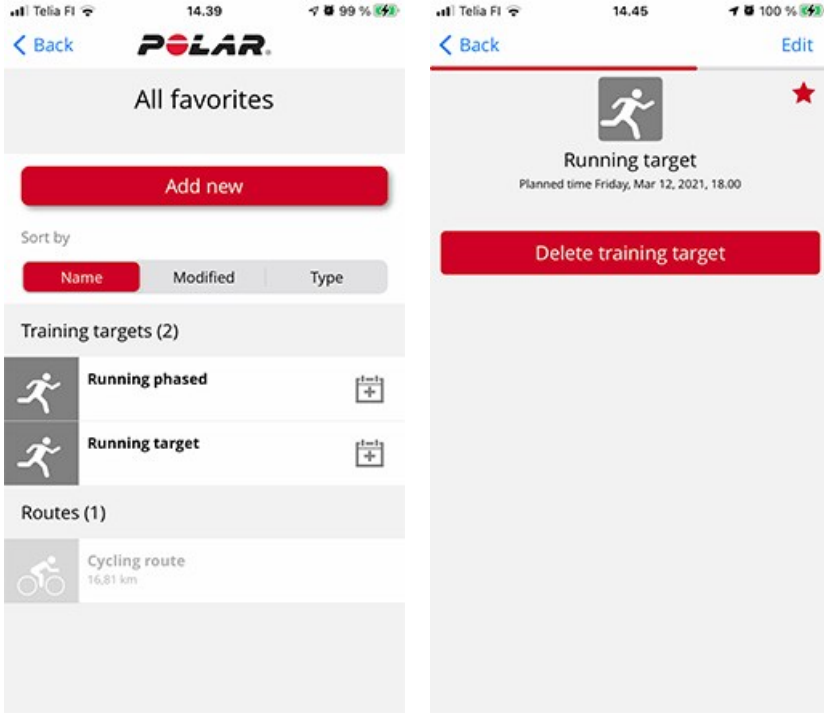 Telia FI 14.39 99 %
Back POLAR.
All favorites
Add new
Sort by
Name Modified Type
Training targets (2)
Running phased
Running target
Routes (1)
Cycling route
16,81 km
Telia FI 14.45 100 %
Back Edit
Running target
Planned time Friday, Mar 12, 2021, 18.00
Delete training target